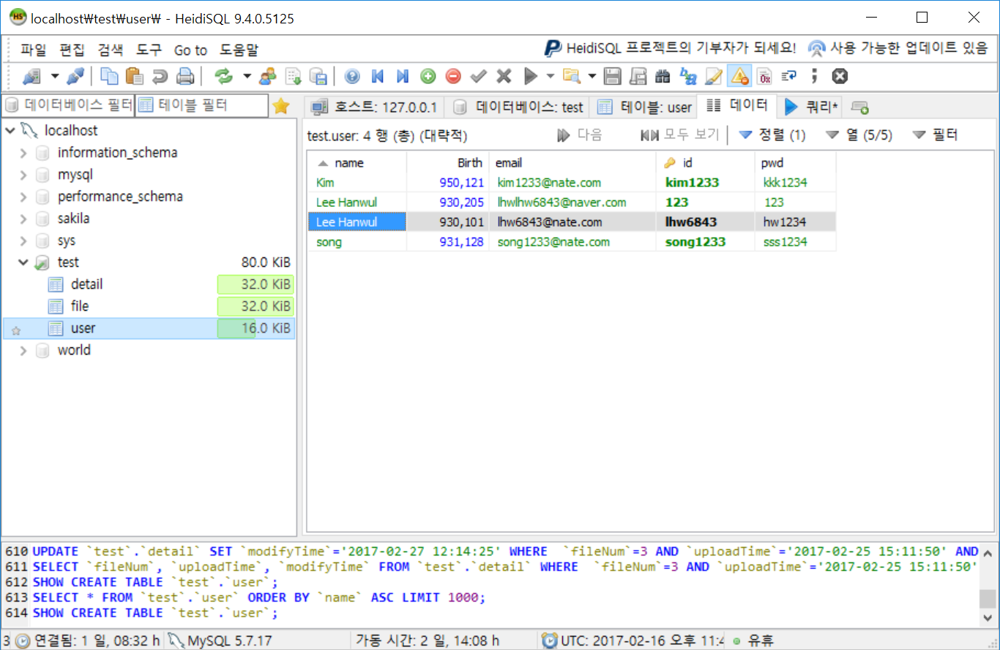 localhost₩test₩user₩ - HeidiSQL 9.4.0.5125
파일 편집 검색 도구 Go to 도움말 HeidiSQL 프로젝트의 기부자가 되세요! 사용 가능한 업데이트 있음
데이터베이스 필터 테이블 필터 호스트: 127.0.0.1 데이터베이스: test 테이블: user 데이터 쿼리*
localhost
information_schema
mysql
performance_schema
sakila
sys
test 80.0 KiB
detail 32.0 KiB
file 32.0 KiB
user 16.0 KiB
world
test.user: 4 행 (총) (대략적) 다음 모두 보기 정렬 (1) 열 (5/5) 필터
name Birth email id pwd
Kim 950,121 kim1233@nate.com kim1233 kkk1234
Lee Hanwul 930,205 lhwlhw6843@naver.com 123 123
Lee Hanwul 930,101 lhw6843@nate.com lhw6843 hw1234
song 931,128 song1233@nate.com song1233 sss1234
610 UPDATE `test`.`detail` SET `modifyTime`='2017-02-27 12:14:25' WHERE  `fileNum`=3 AND `uploadTime`='2017-02-25 15:11:50' AND
611 SELECT `fileNum`, `uploadTime`, `modifyTime` FROM `test`.`detail` WHERE  `fileNum`=3 AND `uploadTime`='2017-02-25 15:11:50'
612 SHOW CREATE TABLE `test`.`user`;
613 SELECT * FROM `test`.`user` ORDER BY `name` ASC LIMIT 1000;
614 SHOW CREATE TABLE `test`.`user`;
3 연결됨: 1 일, 08:32 h MySQL 5.7.17 가동 시간: 2 일, 14:08 h UTC: 2017-02-16 오후 11:4 유휴